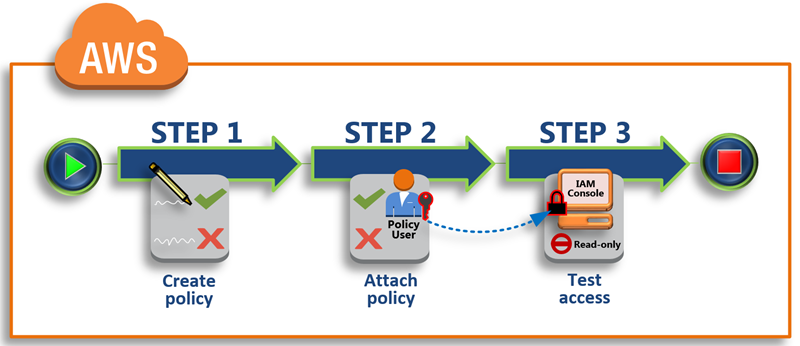 AWS
STEP 1
STEP 2
STEP 3
Policy
User
IAM
Console
Read-only
Create
policy
Attach
policy
Test
access